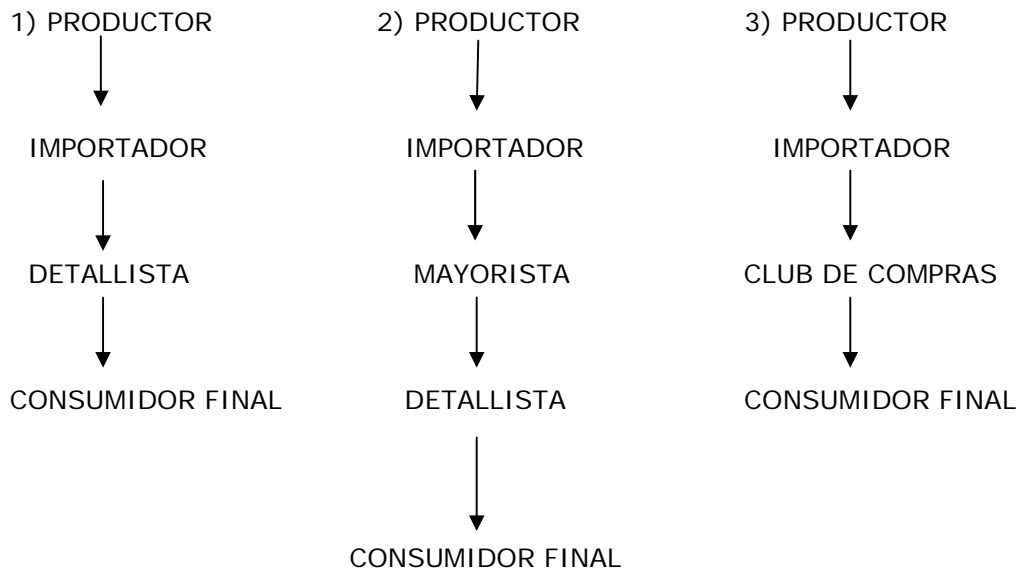 1) PRODUCTOR
IMPORTADOR
DETALLISTA
CONSUMIDOR FINAL
2) PRODUCTOR
IMPORTADOR
MAYORISTA
DETALLISTA
CONSUMIDOR FINAL
3) PRODUCTOR
IMPORTADOR
CLUB DE COMPRAS
CONSUMIDOR FINAL